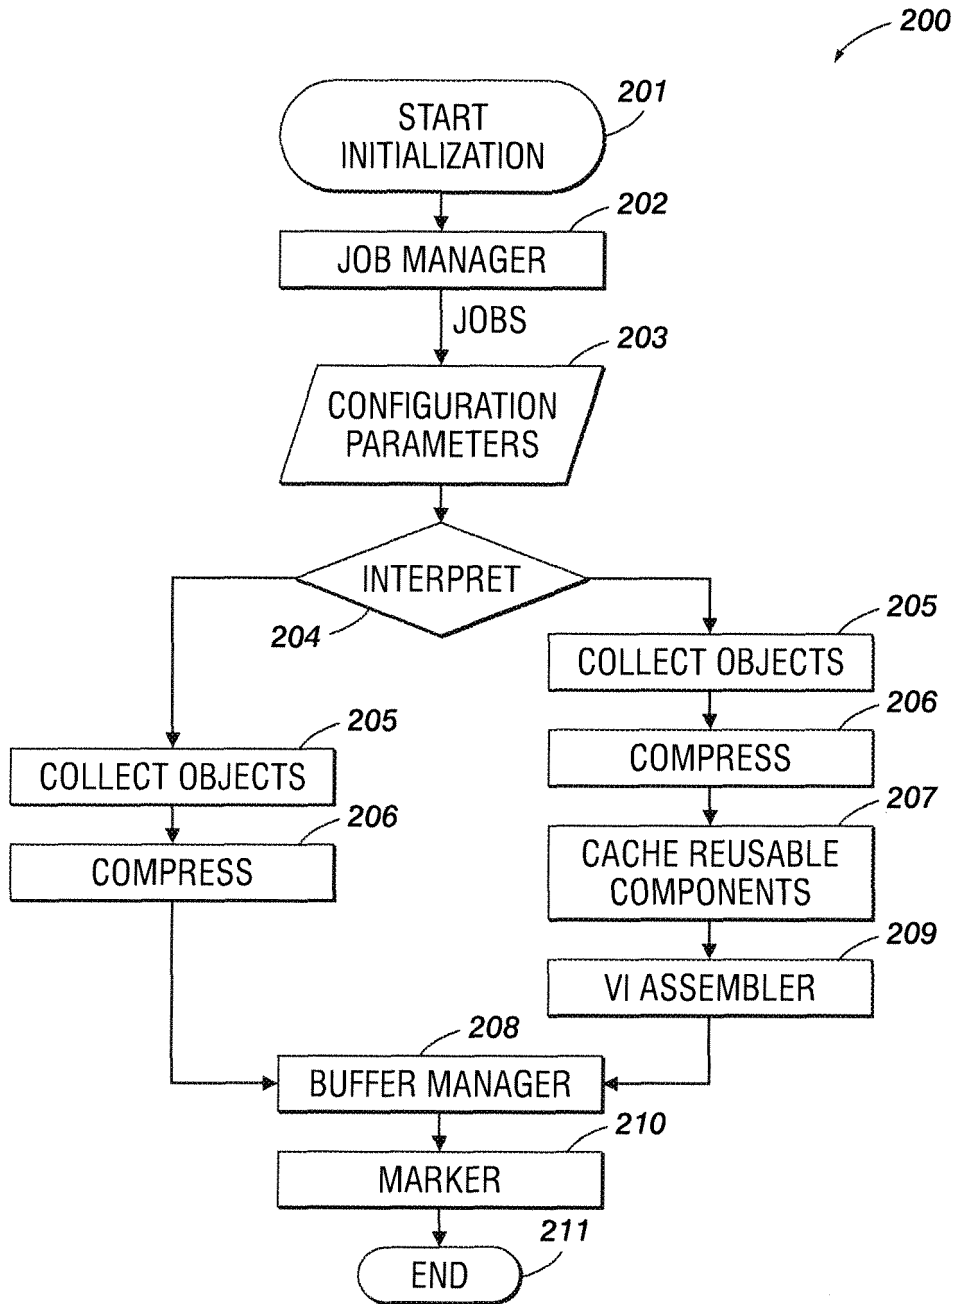 200
201
START
INITIALIZATION
202
JOB MANAGER
JOBS
203
CONFIGURATION
PARAMETERS
INTERPRET
204
205
COLLECT OBJECTS
206
COMPRESS
205
COLLECT OBJECTS
206
COMPRESS
207
CACHE REUSABLE
COMPONENTS
209
VI ASSEMBLER
208
BUFFER MANAGER
210
MARKER
211
END